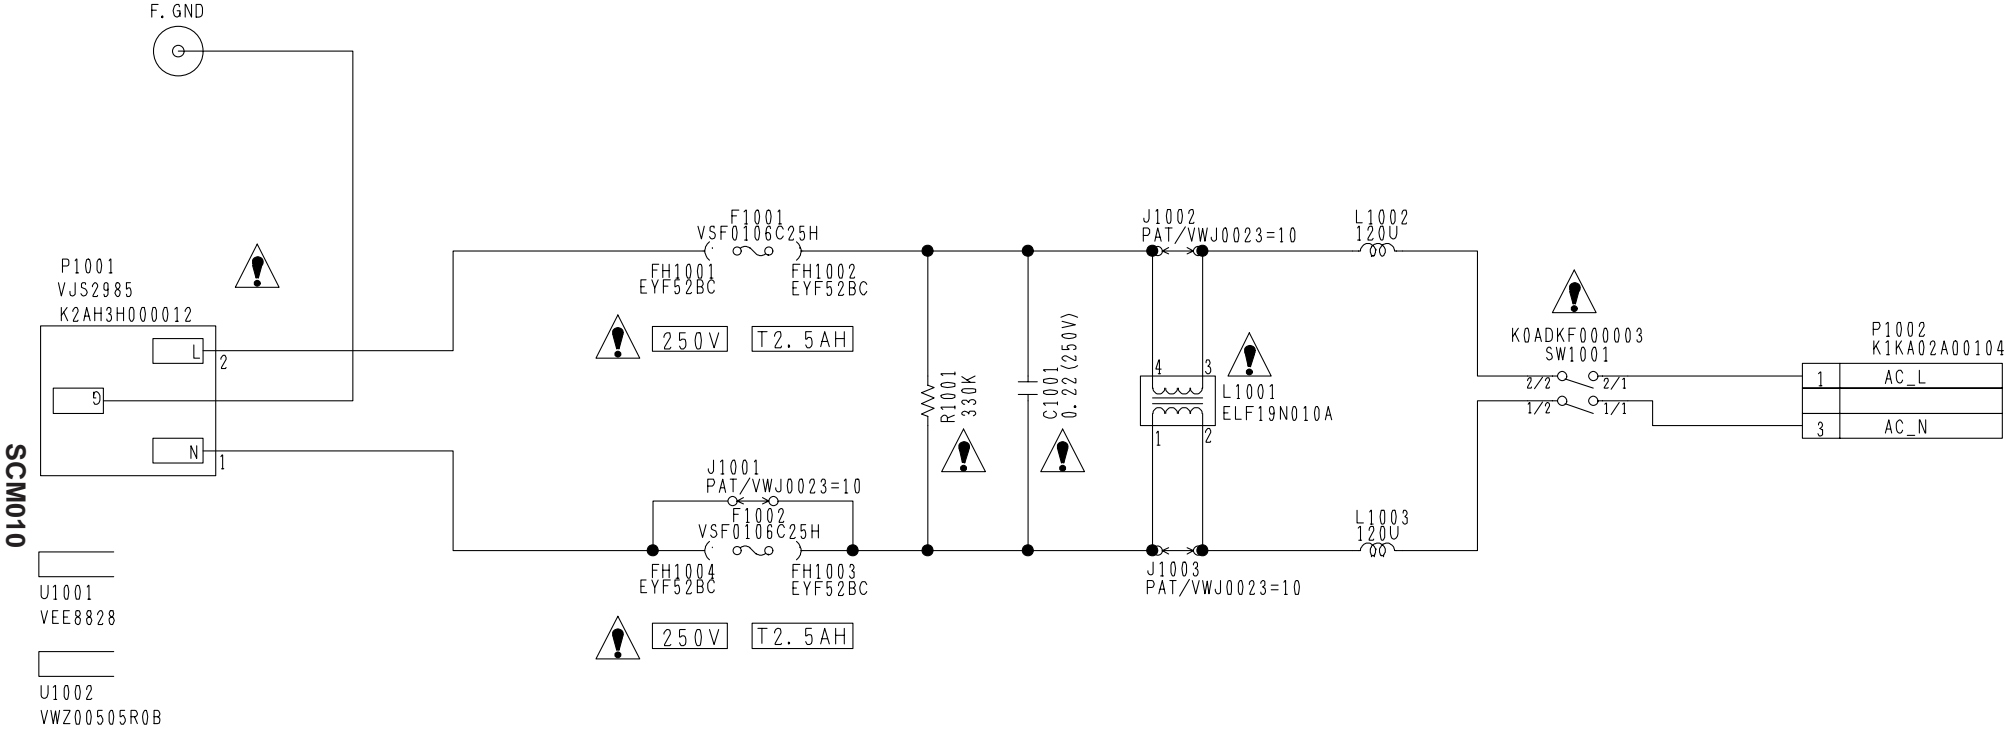 F. GND
P1001
VJS2985
K2AH3H000012
L
2
G
N
1
SCM010
U1001
VEE8828
U1002
VWZ00505R0B
F1001
VSF0106C25H
FH1001
EYF52BC
FH1002
EYF52BC
250V
T2.5AH
J1001
PAT/VWJ0023=10
F1002
VSF0106C25H
FH1004
EYF52BC
FH1003
EYF52BC
250V
T2.5AH
R1001
330K
C1001
0.22(250V)
J1002
PAT/VWJ0023=10
4
3
L1001
ELF19N010A
1
2
J1003
PAT/VWJ0023=10
L1002
120U
L1003
120U
K0ADKF000003
SW1001
2/2
2/1
1/2
1/1
P1002
K1KA02A00104
1 AC_L
3 AC_N